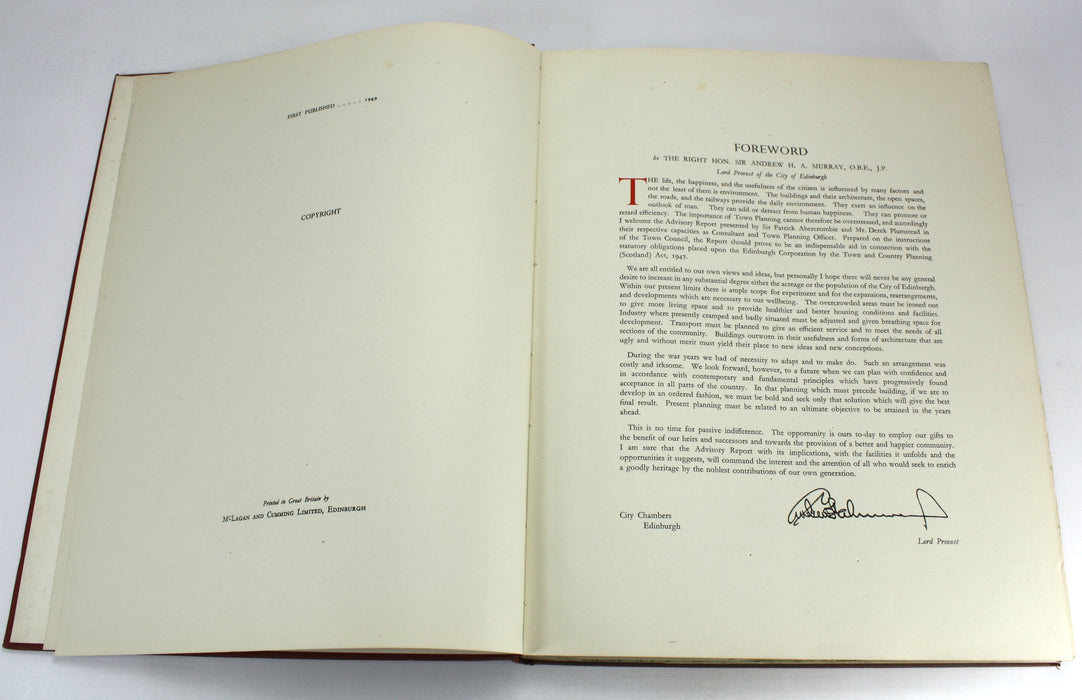 FIRST PUBLISHED . . . . . 1949
COPYRIGHT
Printed in Great Britain by
McLAGAN AND CUMMING LIMITED, EDINBURGH
FOREWORD
by THE RIGHT HON. SIR ANDREW H. A. MURRAY, O.B.E., J.P.
Lord Provost of the City of Edinburgh
THE life, the happiness, and the usefulness of the citizen is influenced by many factors and
not the least of them is environment. The buildings and their architecture, the open spaces,
the roads, and the railways provide the daily environment. They exert an influence on the
outlook of man. They can add or detract from human happiness. They can promote or
retard efficiency. The importance of Town Planning cannot therefore be overstressed, and accordingly
I welcome the Advisory Report presented by Sir Patrick Abercrombie and Mr. Derek Plumstead in
their respective capacities as Consultant and Town Planning Officer. Prepared on the instructions
of the Town Council, the Report should prove to be an indispensable aid in connection with the
statutory obligations placed upon the Edinburgh Corporation by the Town and Country Planning
(Scotland) Act, 1947.
We are all entitled to our own views and ideas, but personally I hope there will never be any general
desire to increase in any substantial degree either the acreage or the population of the City of Edinburgh.
Within our present limits there is ample scope for experiment and for the expansions, rearrangements,
and developments which are necessary to our wellbeing. The overcrowded areas must be ironed out
to give more living space and to provide healthier and better housing conditions and facilities.
Industry where presently cramped and badly situated must be adjusted and given breathing space for
development. Transport must be planned to give an efficient service and to meet the needs of all
sections of the community. Buildings outworn in their usefulness and forms of architecture that are
ugly and without merit must yield their place to new ideas and new conceptions.
During the war years we had of necessity to adapt and to make do. Such an arrangement was
costly and irksome. We look forward, however, to a future when we can plan with confidence and
in accordance with contemporary and fundamental principles which have progressively found
acceptance in all parts of the country. In that planning which must precede building, if we are to
develop in an ordered fashion, we must be bold and seek only that solution which will give the best
final result. Present planning must be related to an ultimate objective to be attained in the years
ahead.
This is no time for passive indifference. The opportunity is ours to-day to employ our gifts to
the benefit of our heirs and successors and towards the provision of a better and happier community.
I am sure that the Advisory Report with its implications, with the facilities it unfolds and the
opportunities it suggests, will command the interest and the attention of all who would seek to enrich
a goodly heritage by the noblest contributions of our own generation.
City Chambers
Edinburgh
Lord Provost